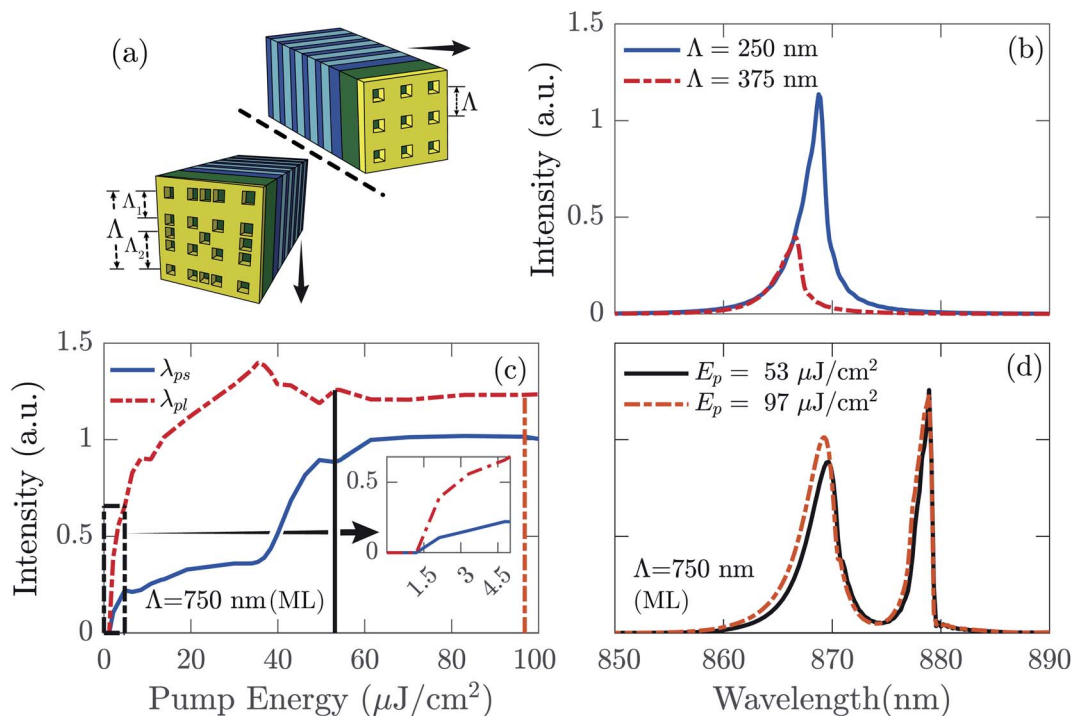 (a)
Λ
Λ₁
Λ
Λ₂
(b)
Λ = 250 nm
Λ = 375 nm
Intensity (a.u.)
1.5
1
0.5
0
(c)
λps
λpl
Intensity (a.u.)
1.5
1
0.5
0
0.5
0
1.5
3
4.5
Λ=750 nm(ML)
0
20
40
60
80
100
Pump Energy (μJ/cm²)
(d)
Eₚ = 53 μJ/cm²
Eₚ = 97 μJ/cm²
Λ=750 nm
(ML)
850
860
870
880
890
Wavelength(nm)